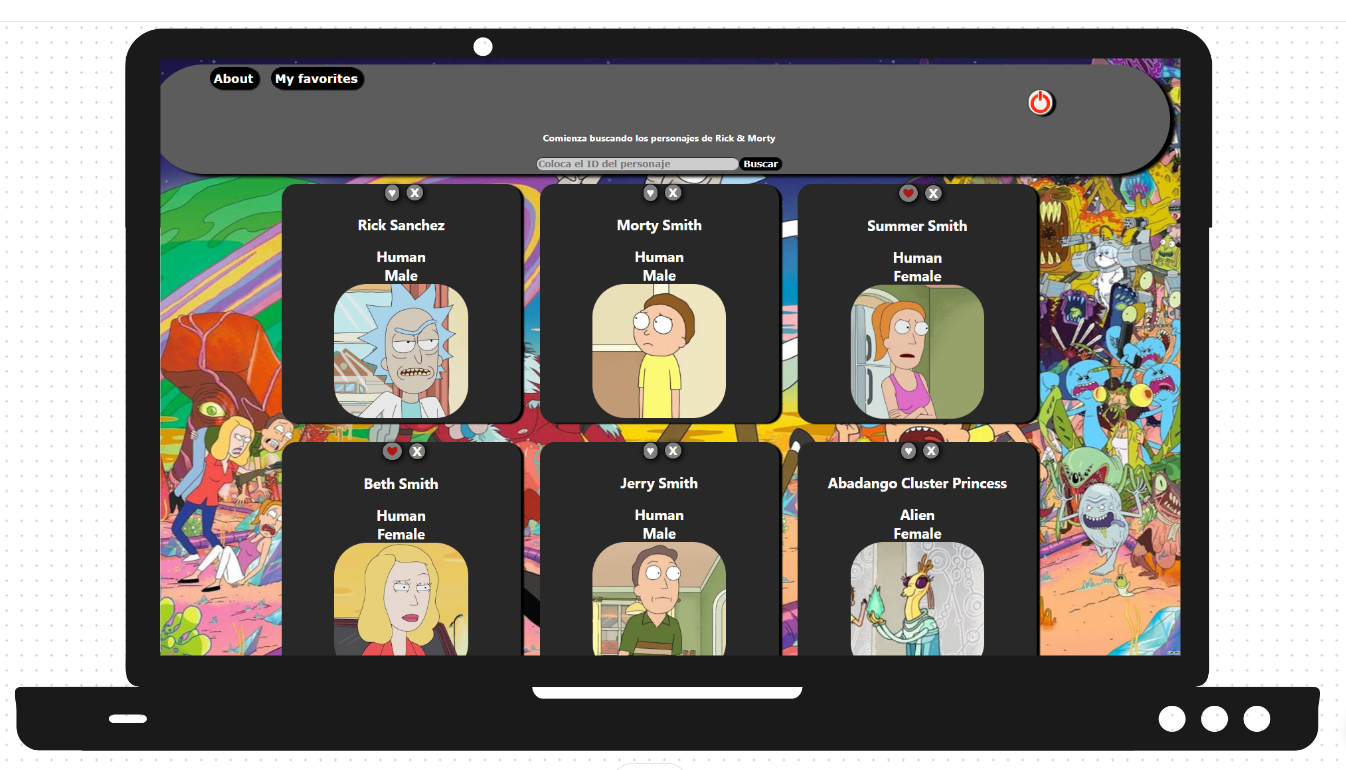 About My favorites
Comienza buscando los personajes de Rick & Morty
Coloca el ID del personaje Buscar
♥ X ♥ X ♥ X
Rick Sanchez Morty Smith Summer Smith
Human Human Human
Male Male Female
♥ X ♥ X ♥ X
Beth Smith Jerry Smith Abadango Cluster Princess
Human Human Alien
Female Male Female